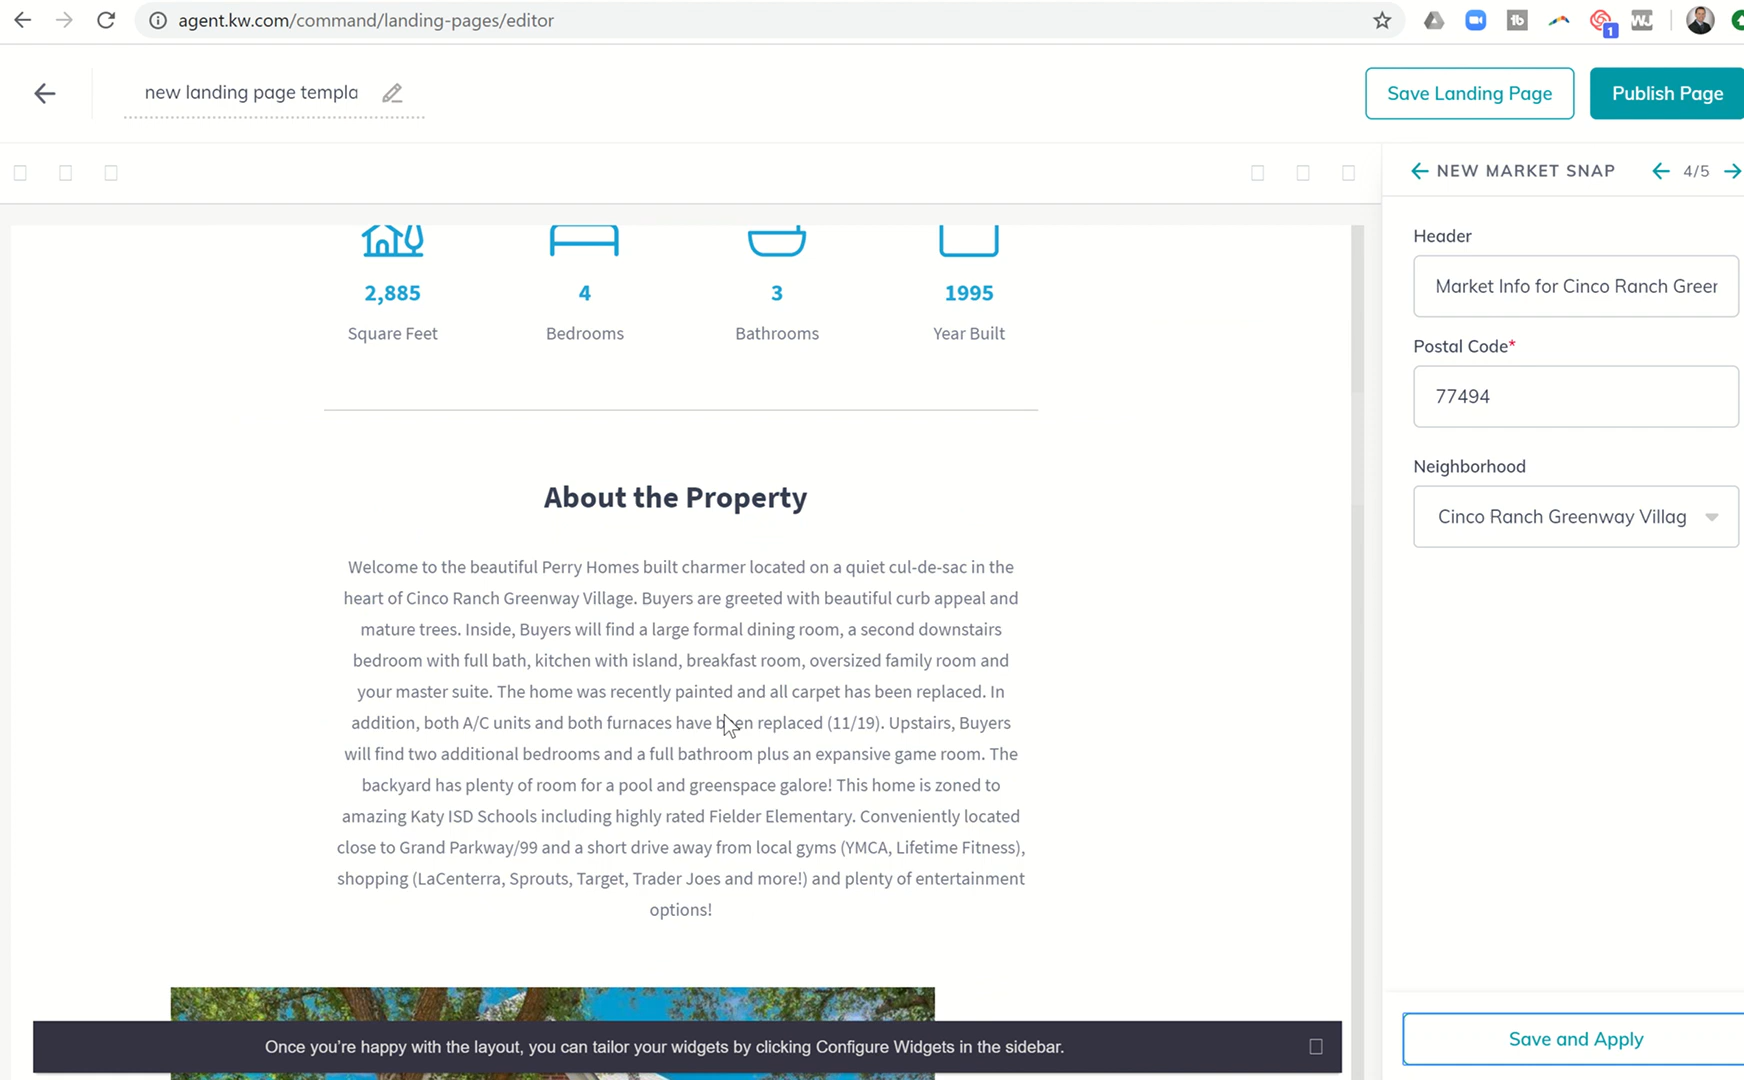 agent.kw.com/command/landing-pages/editor
1
new landing page templa
Save Landing Page
Publish Page
NEW MARKET SNAP
4/5
2,885
4
3
1995
Square Feet
Bedrooms
Bathrooms
Year Built
About the Property
Welcome to the beautiful Perry Homes built charmer located on a quiet cul-de-sac in the
heart of Cinco Ranch Greenway Village. Buyers are greeted with beautiful curb appeal and
mature trees. Inside, Buyers will find a large formal dining room, a second downstairs
bedroom with full bath, kitchen with island, breakfast room, oversized family room and
your master suite. The home was recently painted and all carpet has been replaced. In
addition, both A/C units and both furnaces have been replaced (11/19). Upstairs, Buyers
will find two additional bedrooms and a full bathroom plus an expansive game room. The
backyard has plenty of room for a pool and greenspace galore! This home is zoned to
amazing Katy ISD Schools including highly rated Fielder Elementary. Conveniently located
close to Grand Parkway/99 and a short drive away from local gyms (YMCA, Lifetime Fitness),
shopping (LaCenterra, Sprouts, Target, Trader Joes and more!) and plenty of entertainment
options!
Once you're happy with the layout, you can tailor your widgets by clicking Configure Widgets in the sidebar.
Header
Market Info for Cinco Ranch Green
Postal Code*
77494
Neighborhood
Cinco Ranch Greenway Villag
Save and Apply